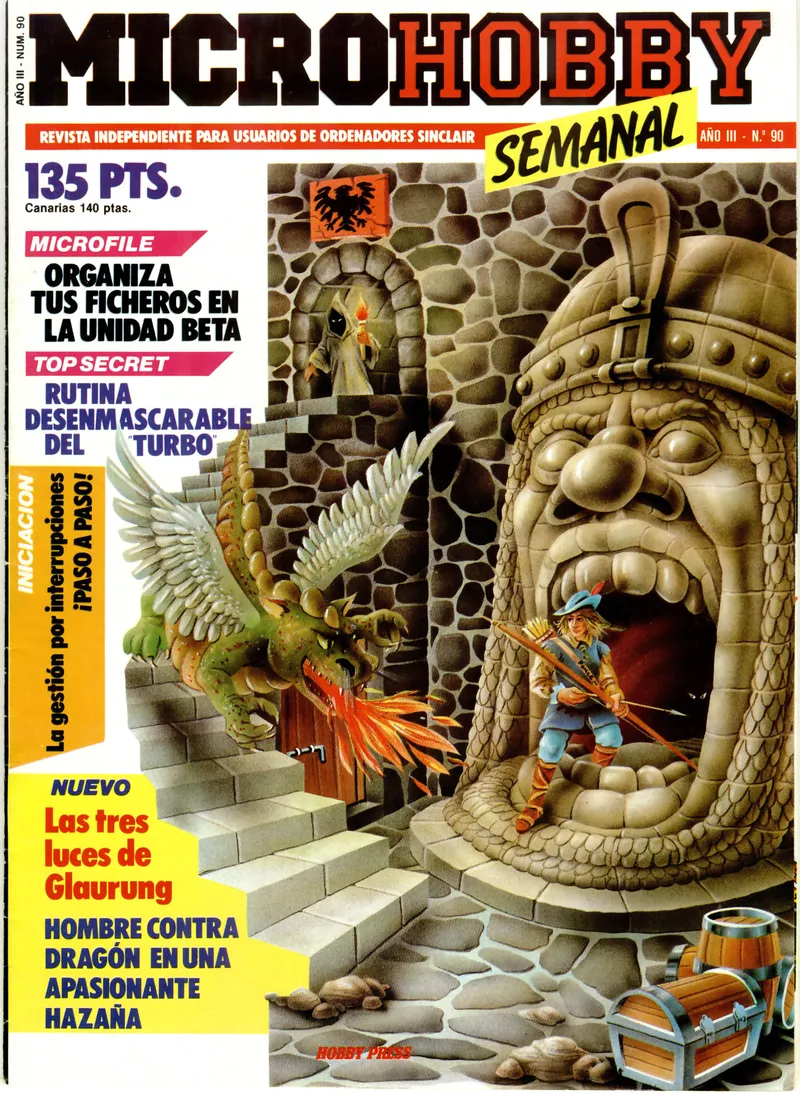 AÑO III - NUM. 90
MICROHOBBY
REVISTA INDEPENDIENTE PARA USUARIOS DE ORDENADORES SINCLAIR
SEMANAL
AÑO III - N.º 90
135 PTS.
Canarias 140 ptas.
MICROFILE
ORGANIZA
TUS FICHEROS EN
LA UNIDAD BETA
TOP SECRET
RUTINA
DESENMASCARABLE
DEL "TURBO"
INICIACION
La gestión por interrupciones
¡PASO A PASO!
NUEVO
Las tres
luces de
Glaurung
HOMBRE CONTRA
DRAGÓN EN UNA
APASIONANTE
HAZAÑA
HOBBY PRESS